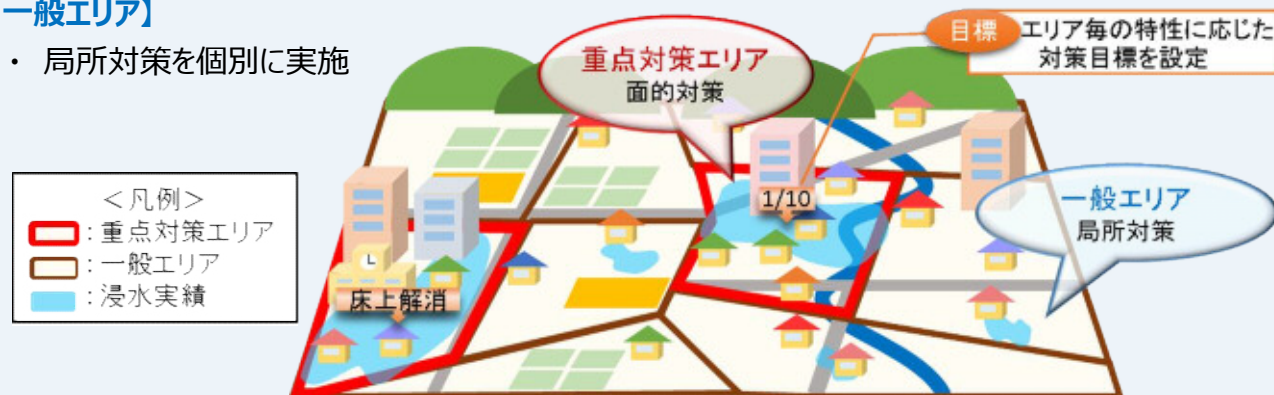 一般エリア】
・ 局所対策を個別に実施
目標 エリア毎の特性に応じた
対策目標を設定
重点対策エリア
面的対策
1/10
一般エリア
局所対策
＜凡例＞
：重点対策エリア
：一般エリア
：浸水実績
床上解消